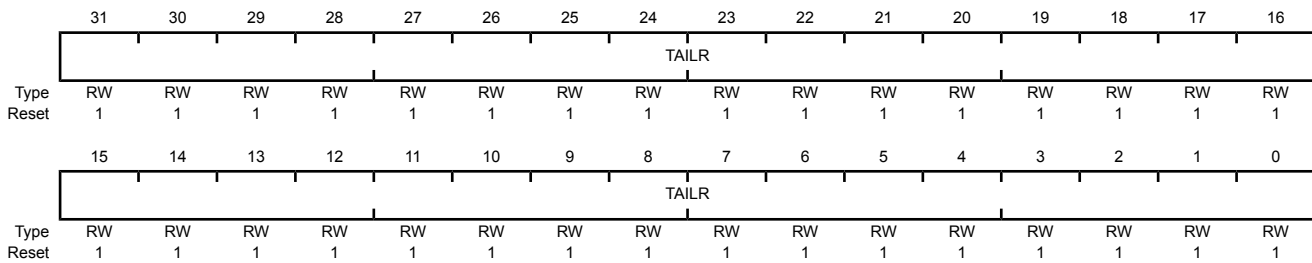 31 30 29 28 27 26 25 24 23 22 21 20 19 18 17 16
TAILR
Type RW RW RW RW RW RW RW RW RW RW RW RW RW RW RW RW
Reset 1 1 1 1 1 1 1 1 1 1 1 1 1 1 1 1
15 14 13 12 11 10 9 8 7 6 5 4 3 2 1 0
TAILR
Type RW RW RW RW RW RW RW RW RW RW RW RW RW RW RW RW
Reset 1 1 1 1 1 1 1 1 1 1 1 1 1 1 1 1